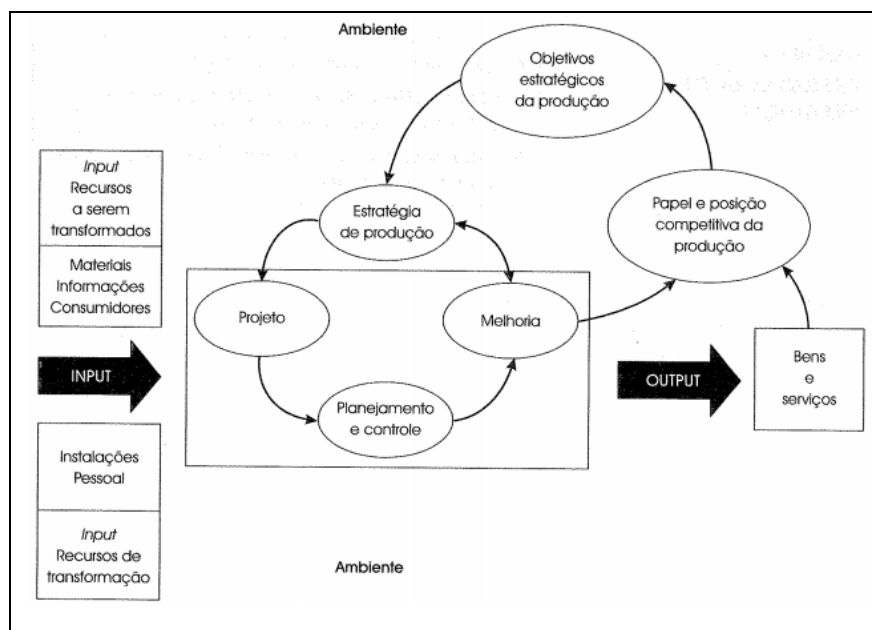 Ambiente
Objetivos
estratégicos
da produção
Input
Recursos
a serem
transformados
Materiais
Informações
Consumidores
Estratégia
de produção
Papel e posição
competitiva da
produção
Projeto
Melhoria
INPUT
OUTPUT
Bens
e
serviços
Planejamento
e controle
Instalações
Pessoal
Input
Recursos de
transformação
Ambiente